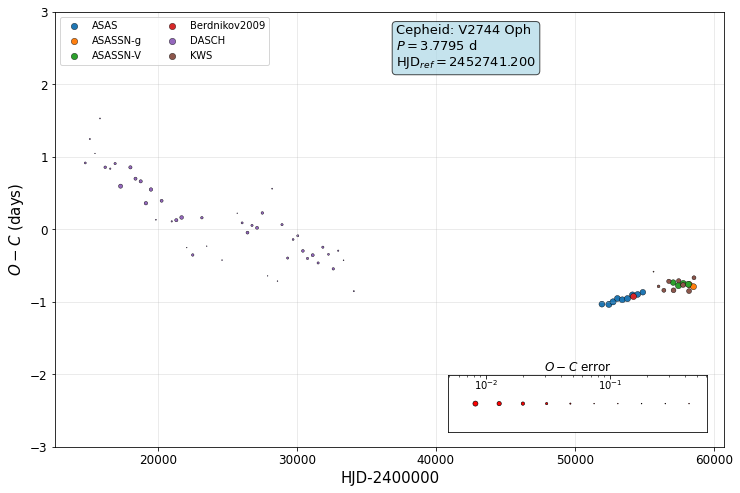 ASAS
ASASSN-g
ASASSN-V
Berdnikov2009
DASCH
KWS
Cepheid: V2744 Oph
P = 3.7795 d
HJD_ref = 2452741.200
3
2
1
0
−1
−2
−3
O − C (days)
O − C error
10^−2 10^−1
20000 30000 40000 50000 60000
HJD-2400000